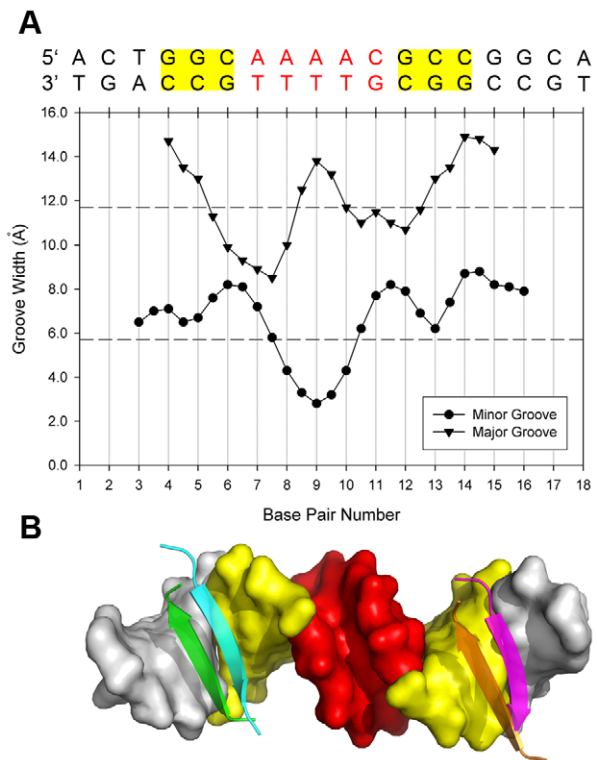 A
5‘ A C T G G C A A A A C G C C G G C A
3’ T G A C C G T T T T G C G G C C G T
16.0
14.0
12.0
10.0
8.0
6.0
4.0
2.0
0.0
Groove Width (Å)
Minor Groove
Major Groove
1 2 3 4 5 6 7 8 9 10 11 12 13 14 15 16 17 18
Base Pair Number
B